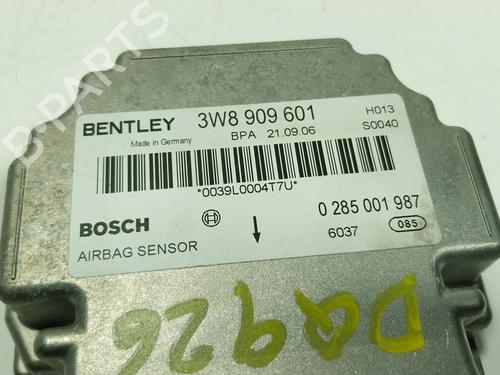 BENTLEY 3W8 909 601 H013
Made in Germany BPA 21.09.06 S0040
*0039L0004T7U*
BOSCH 0 285 001 987
AIRBAG SENSOR 6037 085
DQ926
B-PARTS